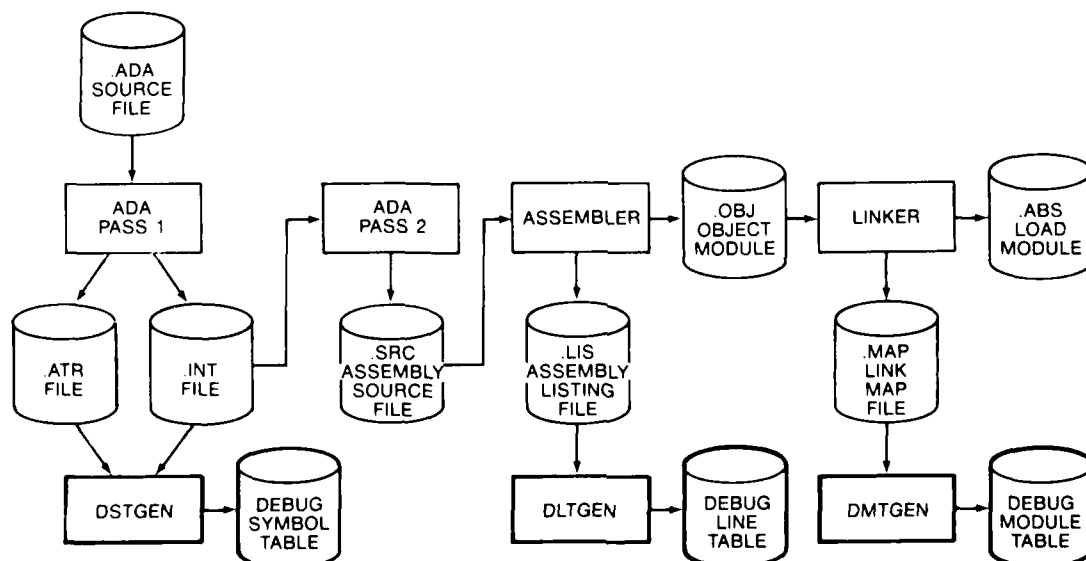 .ADA
SOURCE
FILE
ADA
PASS 1
ADA
PASS 2
ASSEMBLER
.OBJ
OBJECT
MODULE
LINKER
.ABS
LOAD
MODULE
.ATR
FILE
.INT
FILE
.SRC
ASSEMBLY
SOURCE
FILE
.LIS
ASSEMBLY
LISTING
FILE
.MAP
LINK
MAP
FILE
DSTGEN
DEBUG
SYMBOL
TABLE
DLTGEN
DEBUG
LINE
TABLE
DMTGEN
DEBUG
MODULE
TABLE